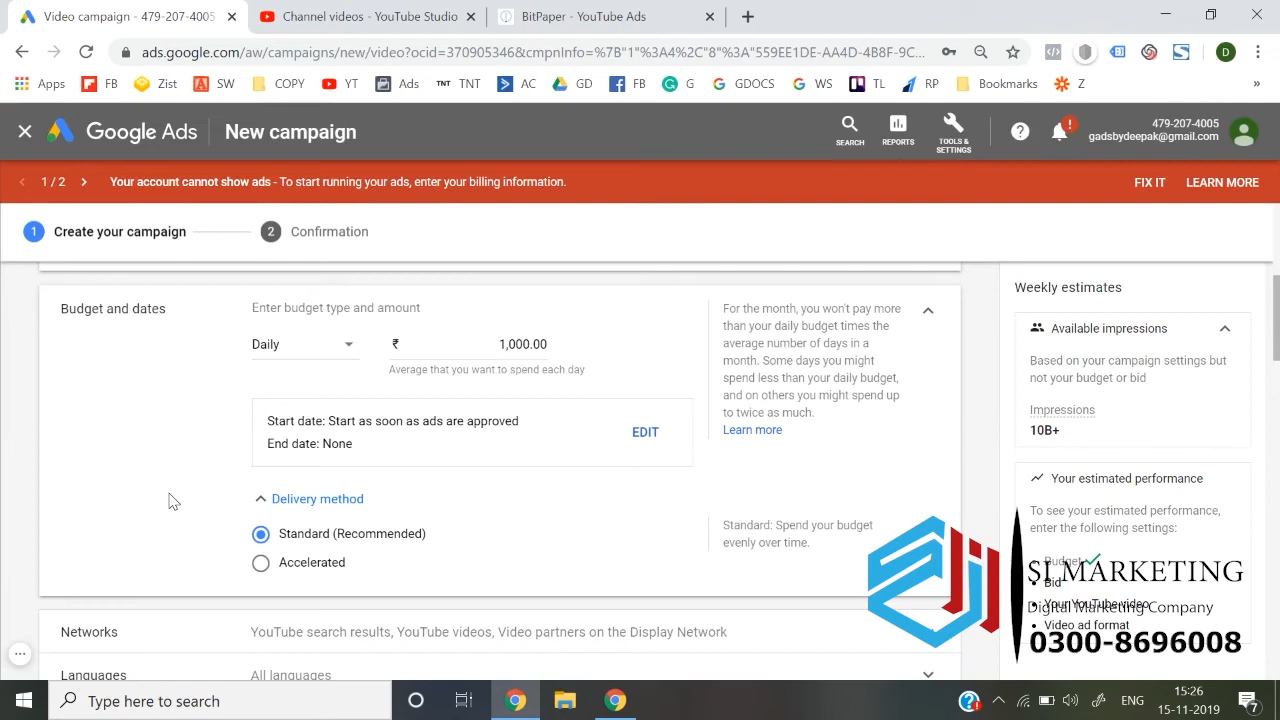 Video campaign - 479-207-4005
Channel videos - YouTube Studio
BitPaper - YouTube Ads
ads.google.com/aw/campaigns/new/video?ocid=370905346&cmpnInfo=%7B"1"%3A4%2C"8"%3A"559EE1DE-AA4D-4B8F-9C...
D
Apps FB Zist SW COPY YT Ads TNT TNT AC GD FB G GDOCS WS TL RP Bookmarks Z »
Google Ads New campaign
SEARCH REPORTS TOOLS & SETTINGS
479-207-4005
gadsbydeepak@gmail.com
1 / 2 Your account cannot show ads - To start running your ads, enter your billing information. FIX IT LEARN MORE
1 Create your campaign 2 Confirmation
Budget and dates
Enter budget type and amount
Daily ₹ 1,000.00
Average that you want to spend each day
Start date: Start as soon as ads are approved
End date: None
EDIT
Delivery method
Standard (Recommended)
Accelerated
For the month, you won't pay more
than your daily budget times the
average number of days in a
month. Some days you might
spend less than your daily budget,
and on others you might spend up
to twice as much.
Learn more
Standard: Spend your budget
evenly over time.
Networks YouTube search results, YouTube videos, Video partners on the Display Network
Languages All languages
Weekly estimates
Available impressions
Based on your campaign settings but
not your budget or bid
Impressions
10B+
Your estimated performance
To see your estimated performance,
enter the following settings:
Budget
Bid
Your YouTube video
Video ad format
SJ MARKETING
Digital Marketing Company
0300-8696008
Type here to search
ENG
15:26
15-11-2019
7